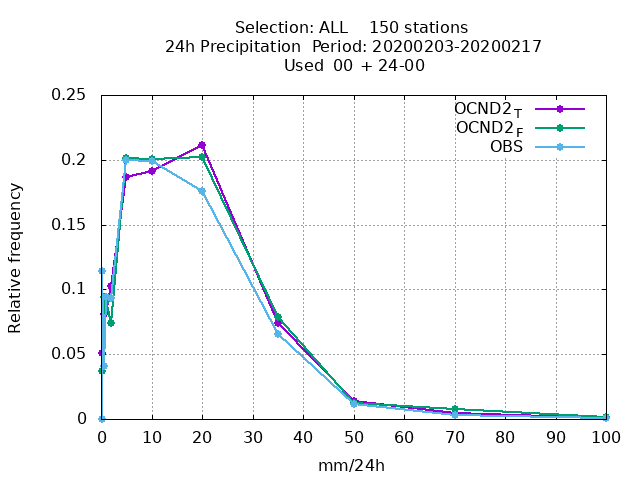 Selection: ALL    150 stations
24h Precipitation  Period: 20200203-20200217
Used  00 + 24-00
0.25
0.2
0.15
0.1
0.05
0
Relative frequency
OCND2T
OCND2F
OBS
0 10 20 30 40 50 60 70 80 90 100
mm/24h